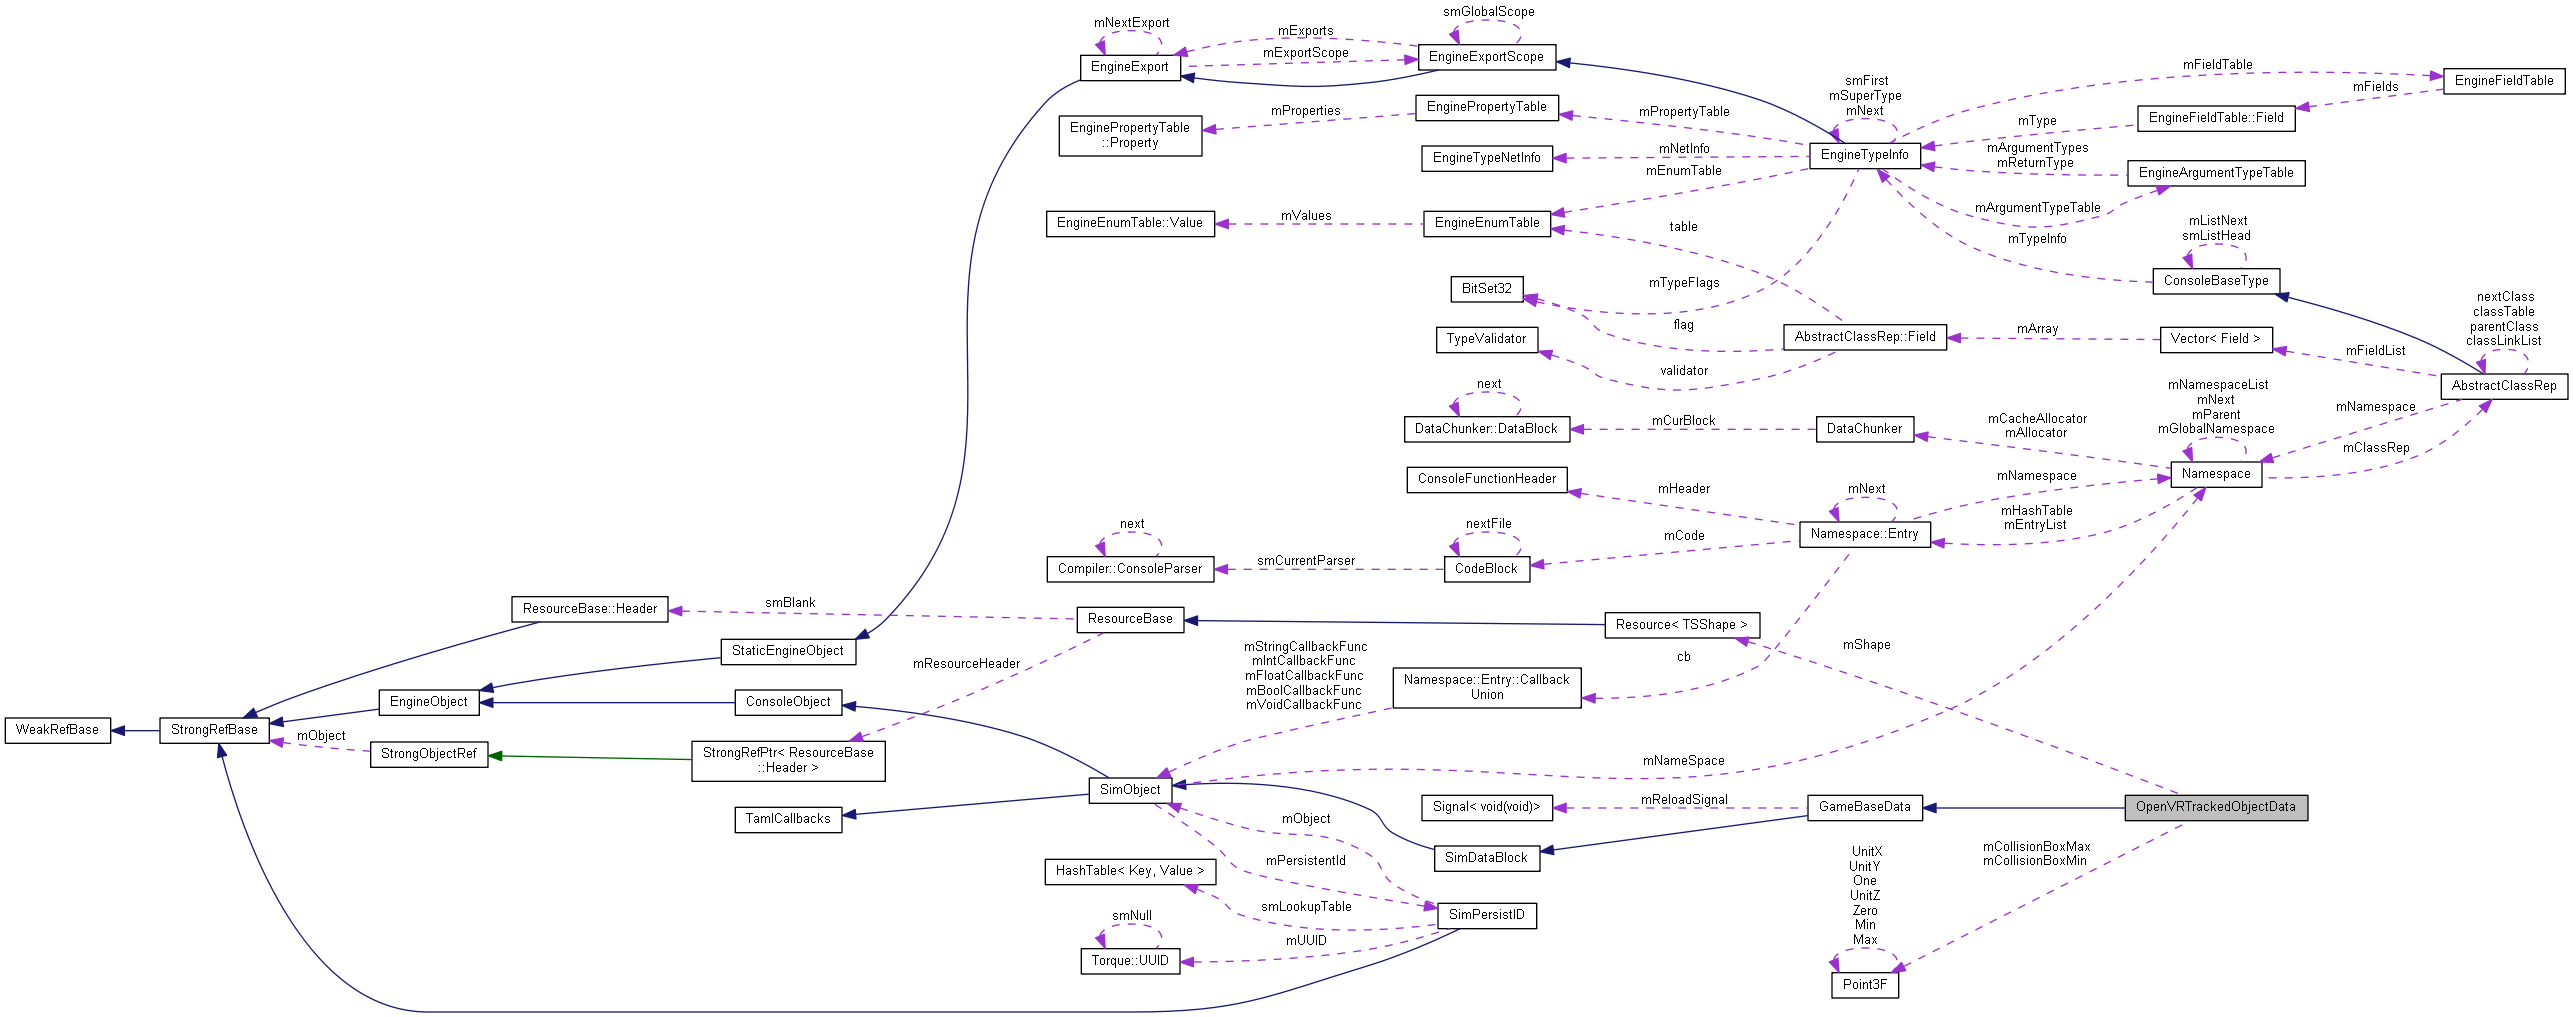 smGlobalScope
mNextExport
mExports
mExportScope
EngineExport
EngineExportScope
mFieldTable
EngineFieldTable
mFields
smFirst
mSuperType
mNext
EnginePropertyTable
mPropertyTable
mProperties
EnginePropertyTable
::Property
EngineFieldTable::Field
mType
EngineTypeInfo
mNetInfo
EngineTypeNetInfo
mArgumentTypes
mReturnType
mEnumTable
EngineArgumentTypeTable
mArgumentTypeTable
EngineEnumTable::Value
mValues
EngineEnumTable
table
mTypeInfo
mListNext
smListHead
ConsoleBaseType
BitSet32
mTypeFlags
flag
nextClass
classTable
parentClass
classLinkList
TypeValidator
AbstractClassRep::Field
mArray
Vector< Field >
mFieldList
validator
AbstractClassRep
next
DataChunker::DataBlock
mCurBlock
DataChunker
mCacheAllocator
mAllocator
mNamespaceList
mNext
mParent
mGlobalNamespace
mNamespace
mClassRep
Namespace
ConsoleFunctionHeader
mHeader
mNext
mNamespace
mHashTable
mEntryList
Namespace::Entry
mCode
next
nextFile
Compiler::ConsoleParser
smCurrentParser
CodeBlock
ResourceBase::Header
smBlank
ResourceBase
Resource< TSShape >
mShape
StaticEngineObject
mResourceHeader
mStringCallbackFunc
mIntCallbackFunc
mFloatCallbackFunc
mBoolCallbackFunc
mVoidCallbackFunc
cb
Namespace::Entry::Callback
Union
EngineObject
ConsoleObject
WeakRefBase
StrongRefBase
mObject
StrongObjectRef
StrongRefPtr< ResourceBase
::Header >
mNameSpace
SimObject
TamlCallbacks
Signal< void(void)>
mReloadSignal
GameBaseData
OpenVRTrackedObjectData
mObject
mPersistentId
SimDataBlock
mCollisionBoxMax
mCollisionBoxMin
HashTable< Key, Value >
smLookupTable
SimPersistID
smNull
mUUID
Torque::UUID
UnitX
UnitY
One
UnitZ
Zero
Min
Max
Point3F